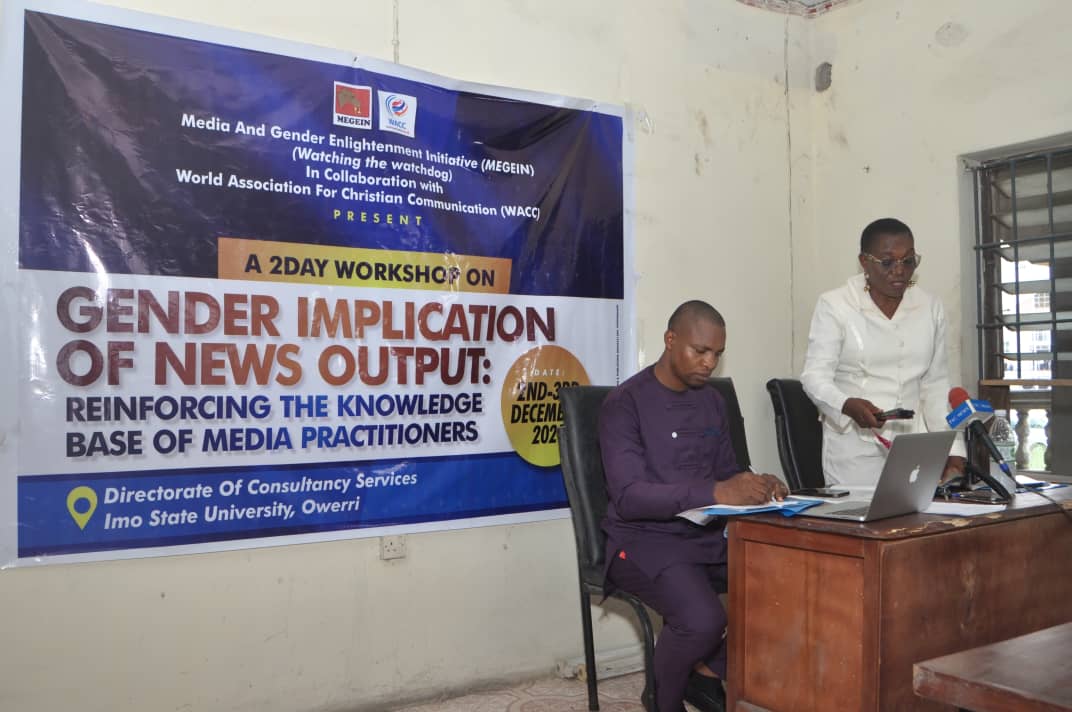 MEGEIN
WACC
Media And Gender Enlightenment Initiative (MEGEIN)
(Watching the watchdog)
In Collaboration with
World Association For Christian Communication (WACC)
PRESENT
A 2DAY WORKSHOP ON
GENDER IMPLICATION
OF NEWS OUTPUT:
REINFORCING THE KNOWLEDGE
BASE OF MEDIA PRACTITIONERS
DATE:
2ND-3RD
Directorate Of Consultancy Services
Imo State University, Owerri